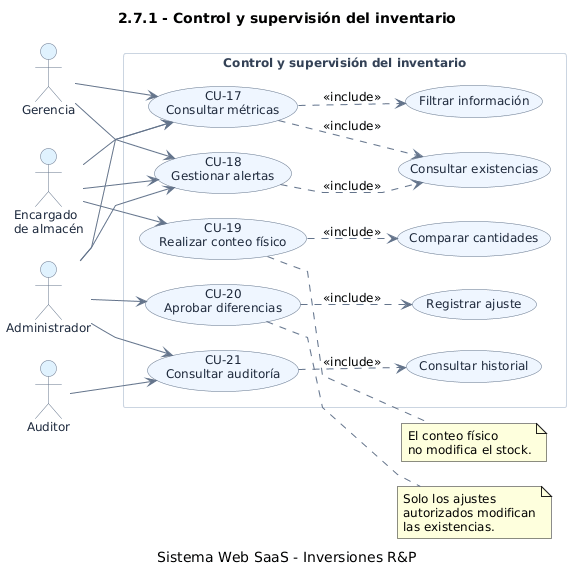 2.7.1 - Control y supervisión del inventario
Control y supervisión del inventario
Gerencia
Encargado
de almacén
Administrador
Auditor
CU-17
Consultar métricas
CU-18
Gestionar alertas
CU-19
Realizar conteo físico
CU-20
Aprobar diferencias
CU-21
Consultar auditoría
«include»
Filtrar información
«include»
Consultar existencias
«include»
«include»
Comparar cantidades
«include»
Registrar ajuste
«include»
Consultar historial
El conteo físico
no modifica el stock.
Solo los ajustes
autorizados modifican
las existencias.
Sistema Web SaaS - Inversiones R&P